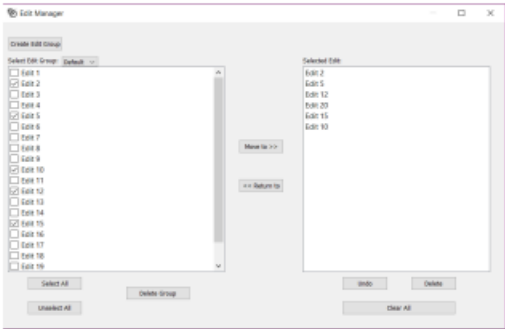 Edit Manager
Create Edit Group
Select Edit Group: Default
Edit 1
Edit 2
Edit 3
Edit 4
Edit 5
Edit 6
Edit 7
Edit 8
Edit 9
Edit 10
Edit 11
Edit 12
Edit 13
Edit 14
Edit 15
Edit 16
Edit 17
Edit 18
Edit 19
Select All
Unselect All
Delete Group
Move to >>
<< Return to
Selected Edit:
Edit 2
Edit 5
Edit 12
Edit 20
Edit 15
Edit 10
Undo
Delete
Clear All